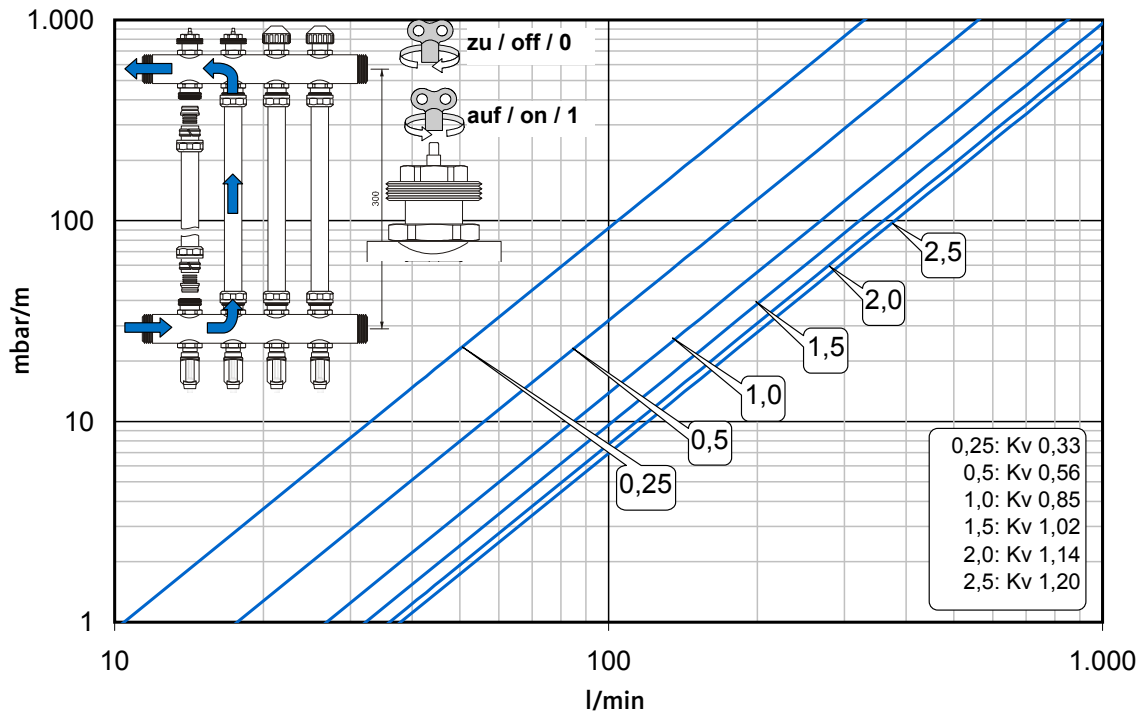 1.000
zu / off / 0
auf / on / 1
300
100
2,5
2,0
1,5
1,0
0,5
0,25
10
0,25: Kv 0,33
0,5: Kv 0,56
1,0: Kv 0,85
1,5: Kv 1,02
2,0: Kv 1,14
2,5: Kv 1,20
1
mbar/m
10
100
1.000
l/min